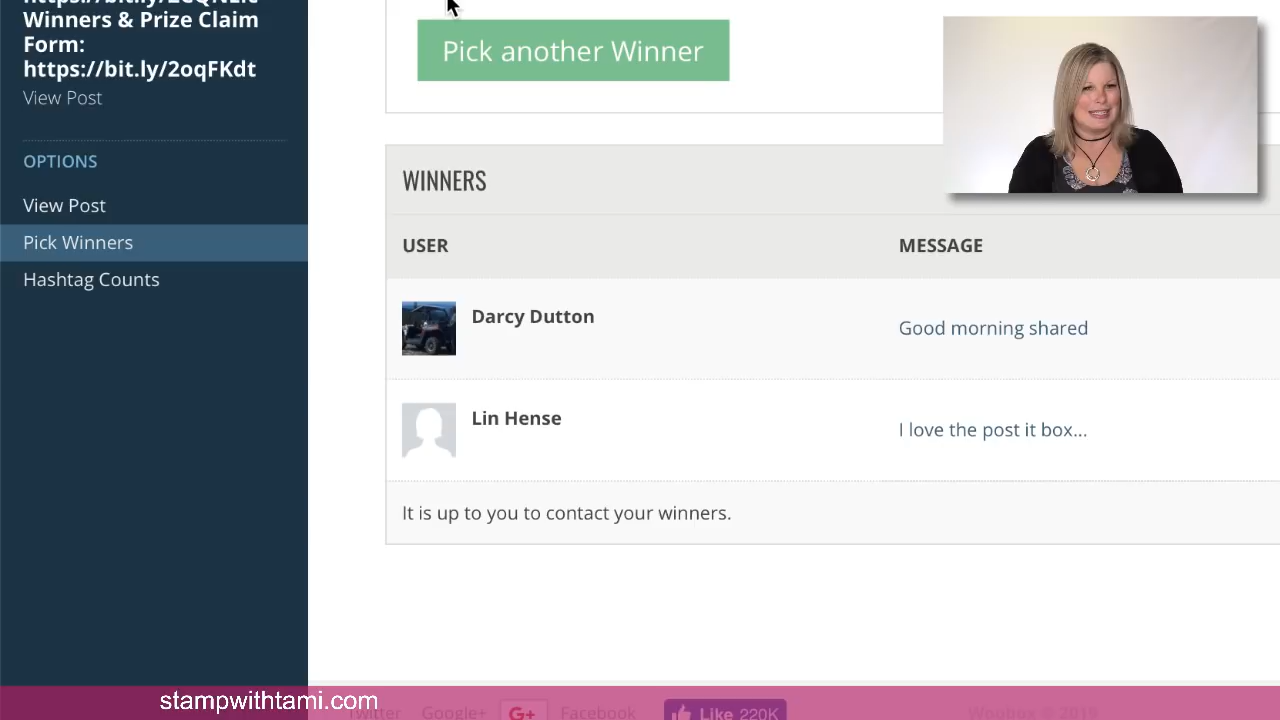 Winners & Prize Claim
Form:
https://bit.ly/2oqFKdt
View Post
OPTIONS
View Post
Pick Winners
Hashtag Counts
Pick another Winner
WINNERS
USER
MESSAGE
Darcy Dutton
Good morning shared
Lin Hense
I love the post it box...
It is up to you to contact your winners.
stampwithtami.com
Twitter
Google+
G+
Facebook
Like 220K
Woobox © 2019